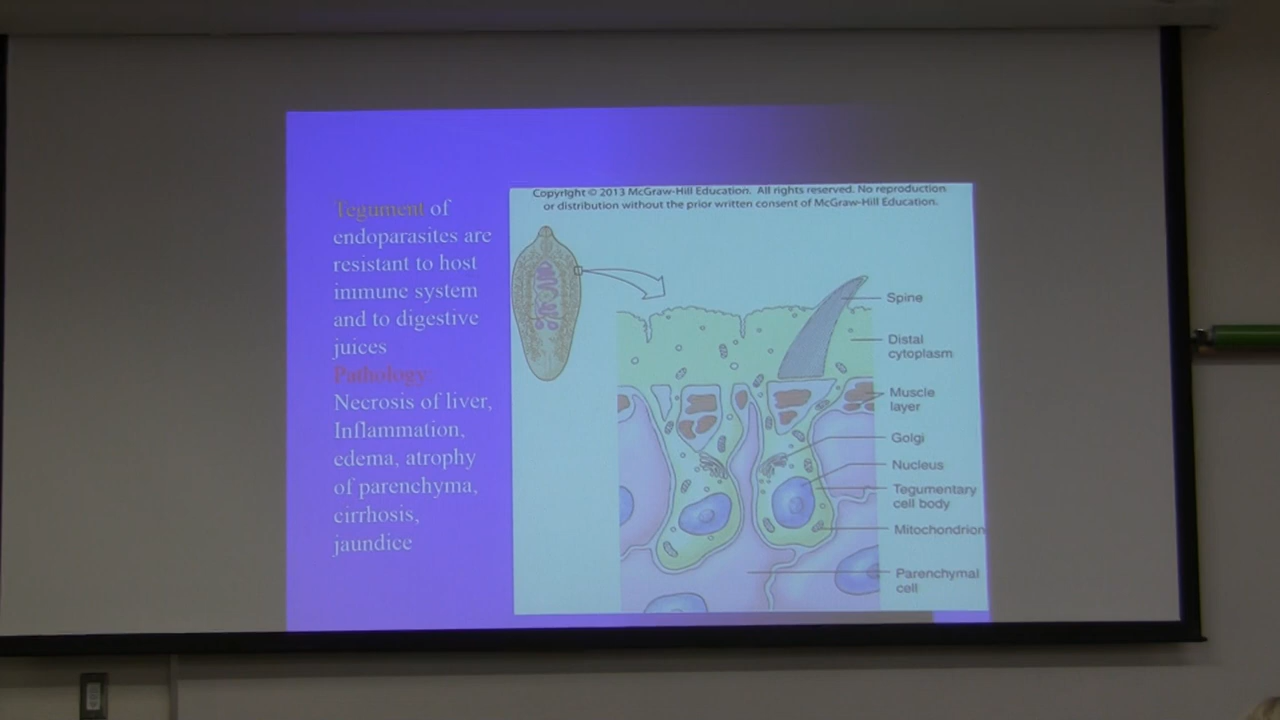 Copyright © 2013 McGraw-Hill Education. All rights reserved. No reproduction
or distribution without the prior written consent of McGraw-Hill Education.
Tegument of
endoparasites are
resistant to host
immune system
and to digestive
juices
Pathology
Necrosis of liver,
Inflammation,
edema, atrophy
of parenchyma,
cirrhosis,
jaundice
Spine
Distal
cytoplasm
Muscle
layer
Golgi
Nucleus
Tegumentary
cell body
Mitochondrion
Parenchymal
cell